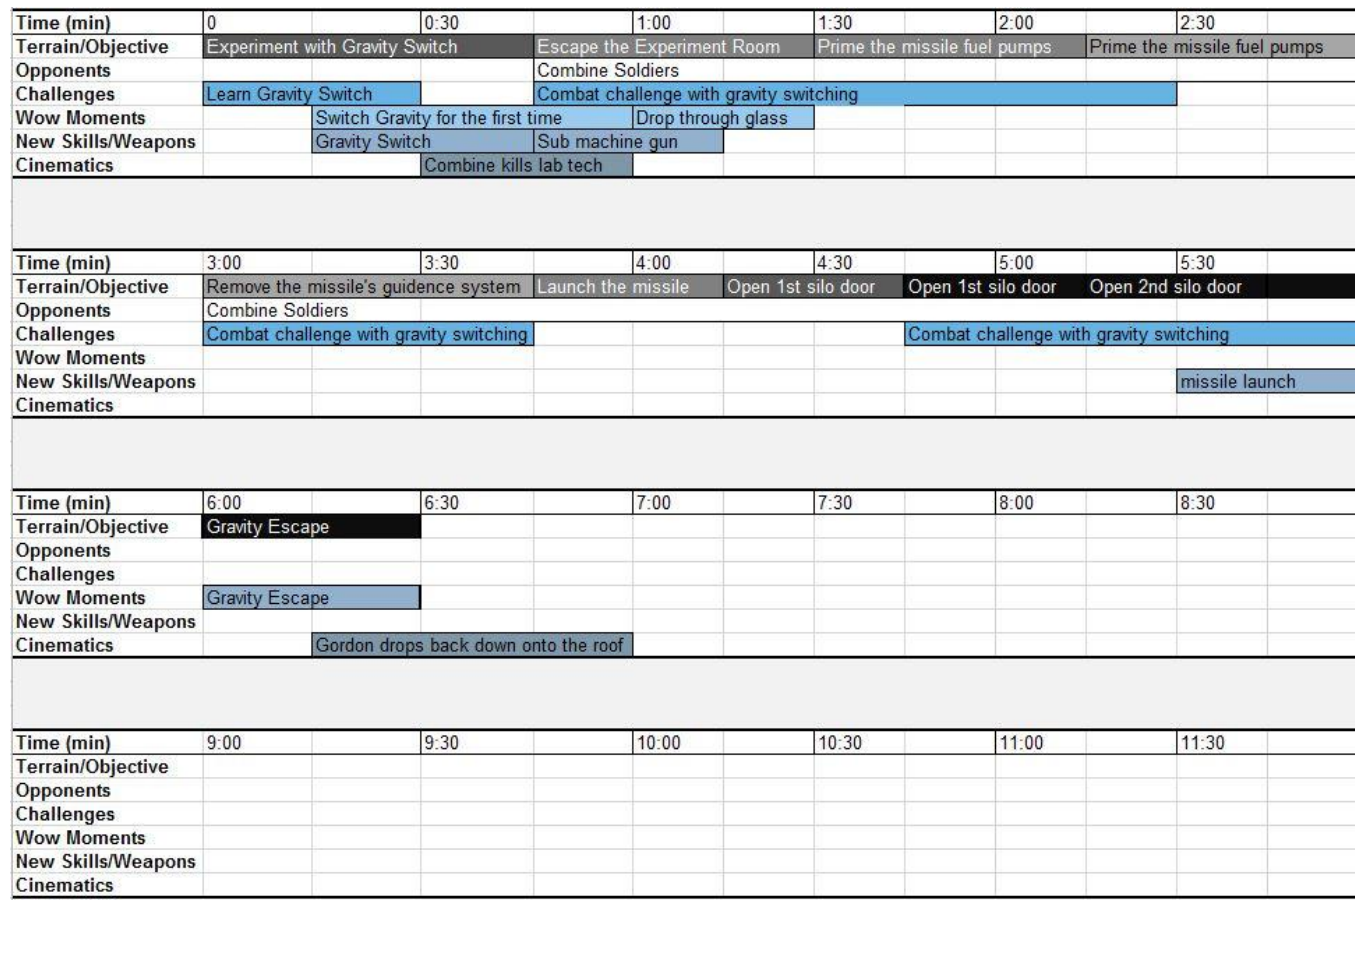 Time (min) 0 0:30 1:00 1:30 2:00 2:30
Terrain/Objective Experiment with Gravity Switch Escape the Experiment Room Prime the missile fuel pumps Prime the missile fuel pumps
Opponents Combine Soldiers
Challenges Learn Gravity Switch Combat challenge with gravity switching
Wow Moments Switch Gravity for the first time Drop through glass
New Skills/Weapons Gravity Switch Sub machine gun
Cinematics Combine kills lab tech
Time (min) 3:00 3:30 4:00 4:30 5:00 5:30
Terrain/Objective Remove the missile's guidence system Launch the missile Open 1st silo door Open 1st silo door Open 2nd silo door
Opponents Combine Soldiers
Challenges Combat challenge with gravity switching Combat challenge with gravity switching
Wow Moments
New Skills/Weapons missile launch
Cinematics
Time (min) 6:00 6:30 7:00 7:30 8:00 8:30
Terrain/Objective Gravity Escape
Opponents
Challenges
Wow Moments Gravity Escape
New Skills/Weapons
Cinematics Gordon drops back down onto the roof
Time (min) 9:00 9:30 10:00 10:30 11:00 11:30
Terrain/Objective
Opponents
Challenges
Wow Moments
New Skills/Weapons
Cinematics